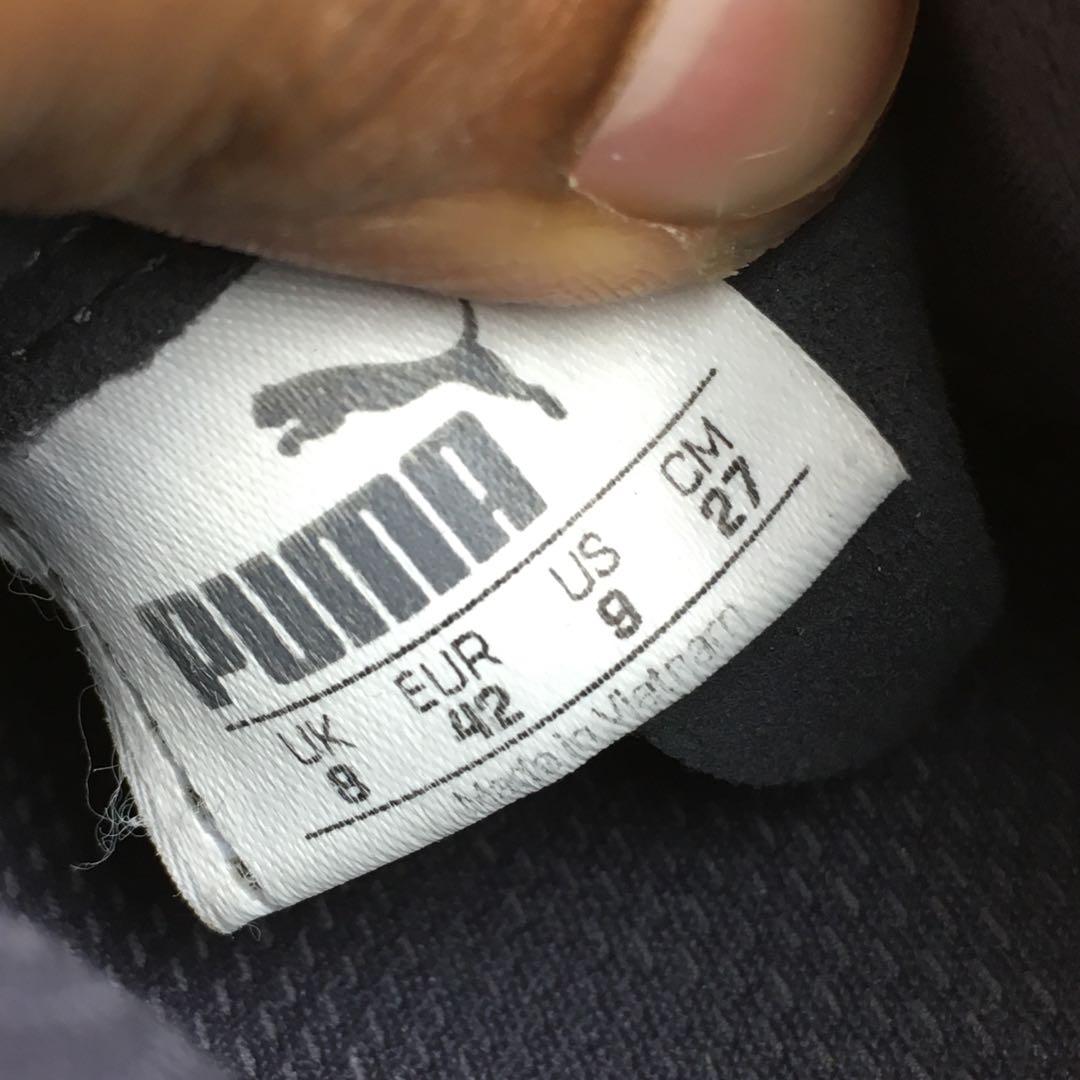 PUMA
UK EUR US CM
8 42 9 27
Made in Vietnam